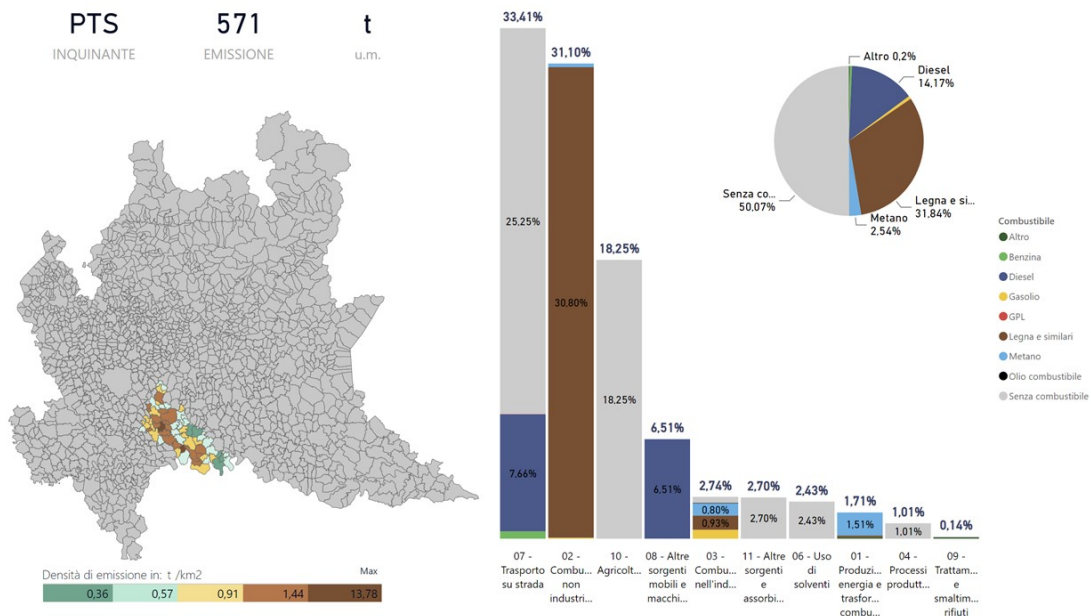 PTS
INQUINANTE
571
EMISSIONE
t
u.m.
Densità di emissione in: t /km2
Max
0,36
0,57
0,91
1,44
13,78
33,41%
25,25%
7,66%
31,10%
30,80%
18,25%
18,25%
6,51%
6,51%
2,74%
0,80%
0,93%
2,70%
2,70%
2,43%
2,43%
1,71%
1,51%
1,01%
1,01%
0,14%
07 -
Trasporto
su strada
02 -
Combu...
non
industri...
10 -
Agricolt...
08 - Altre
sorgenti
mobili e
macchi...
03 -
Combu...
nell'ind...
11 - Altre
sorgenti
e
assorbi...
06 - Uso
di
solventi
01 -
Produzi...
energia e
trasfor...
combu...
04 -
Processi
produtt...
09 -
Trattam...
e
smaltim...
rifiuti
Altro 0,2%
Diesel
14,17%
Senza co...
50,07%
Legna e si...
31,84%
Metano
2,54%
Combustibile
Altro
Benzina
Diesel
Gasolio
GPL
Legna e similari
Metano
Olio combustibile
Senza combustibile